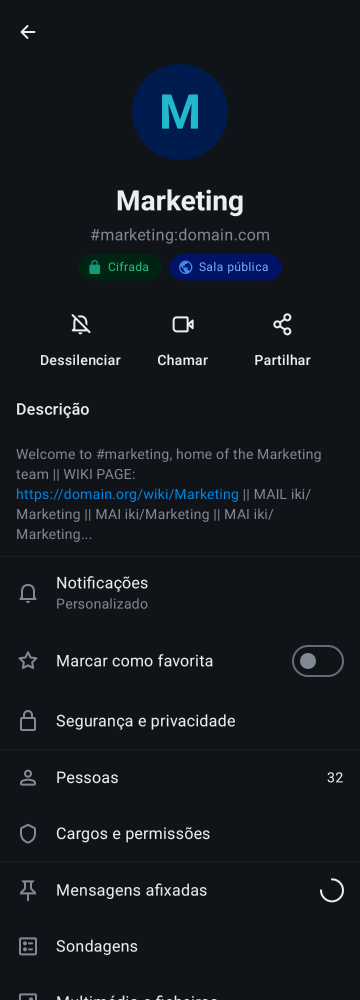 M
Marketing
#marketing:domain.com
Cifrada
Sala pública
Dessilenciar
Chamar
Partilhar
Descrição
Welcome to #marketing, home of the Marketing
team || WIKI PAGE:
https://domain.org/wiki/Marketing || MAIL iki/
Marketing || MAI iki/Marketing || MAI iki/
Marketing...
Notificações
Personalizado
Marcar como favorita
Segurança e privacidade
Pessoas
32
Cargos e permissões
Mensagens afixadas
Sondagens
Multimédia e ficheiros